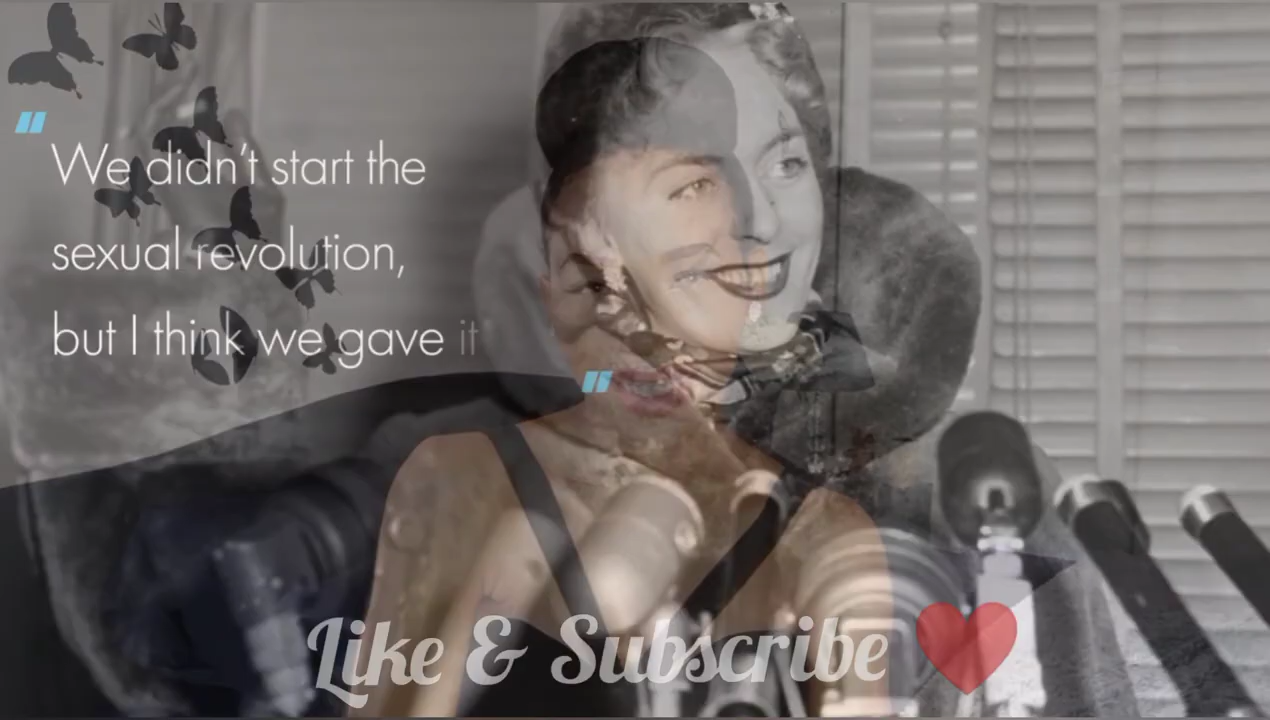 "We didn't start the
sexual revolution,
but I think we gave it"
Like & Subscribe